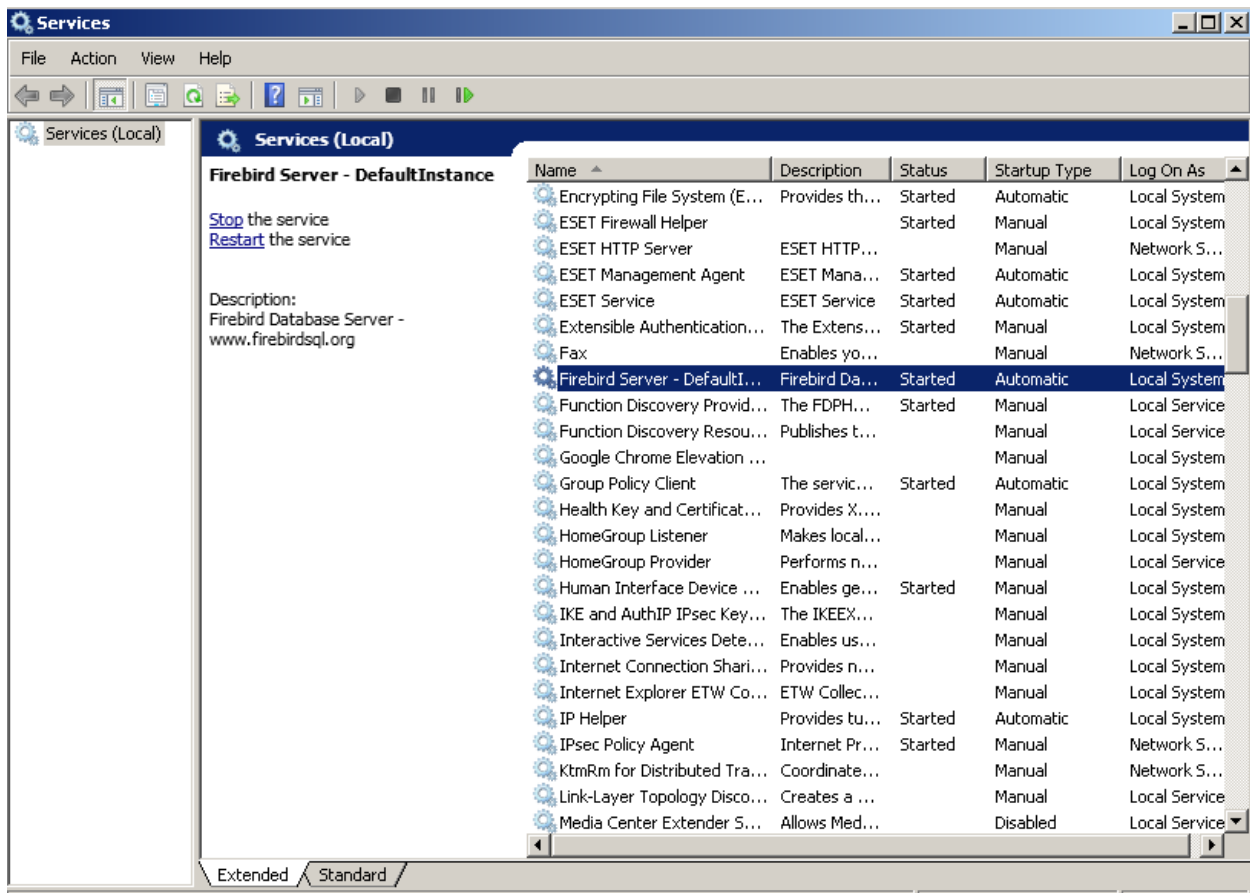 Services
File Action View Help
Services (Local)
Services (Local)
Firebird Server - DefaultInstance
Stop the service
Restart the service
Description:
Firebird Database Server -
www.firebirdsql.org
Name Description Status Startup Type Log On As
Encrypting File System (E... Provides th... Started Automatic Local System
ESET Firewall Helper Started Manual Local System
ESET HTTP Server ESET HTTP... Manual Network S...
ESET Management Agent ESET Mana... Started Automatic Local System
ESET Service ESET Service Started Automatic Local System
Extensible Authentication... The Extens... Started Manual Local System
Fax Enables yo... Manual Network S...
Firebird Server - DefaultI... Firebird Da... Started Automatic Local System
Function Discovery Provid... The FDPH... Started Manual Local Service
Function Discovery Resou... Publishes t... Manual Local Service
Google Chrome Elevation ... Manual Local System
Group Policy Client The servic... Started Automatic Local System
Health Key and Certificat... Provides X.... Manual Local System
HomeGroup Listener Makes local... Manual Local System
HomeGroup Provider Performs n... Manual Local Service
Human Interface Device ... Enables ge... Started Manual Local System
IKE and AuthIP IPsec Key... The IKEEX... Manual Local System
Interactive Services Dete... Enables us... Manual Local System
Internet Connection Shari... Provides n... Manual Local System
Internet Explorer ETW Co... ETW Collec... Manual Local System
IP Helper Provides tu... Started Automatic Local System
IPsec Policy Agent Internet Pr... Started Manual Network S...
KtmRm for Distributed Tra... Coordinate... Manual Network S...
Link-Layer Topology Disco... Creates a ... Manual Local Service
Media Center Extender S... Allows Med... Disabled Local Service
Extended Standard